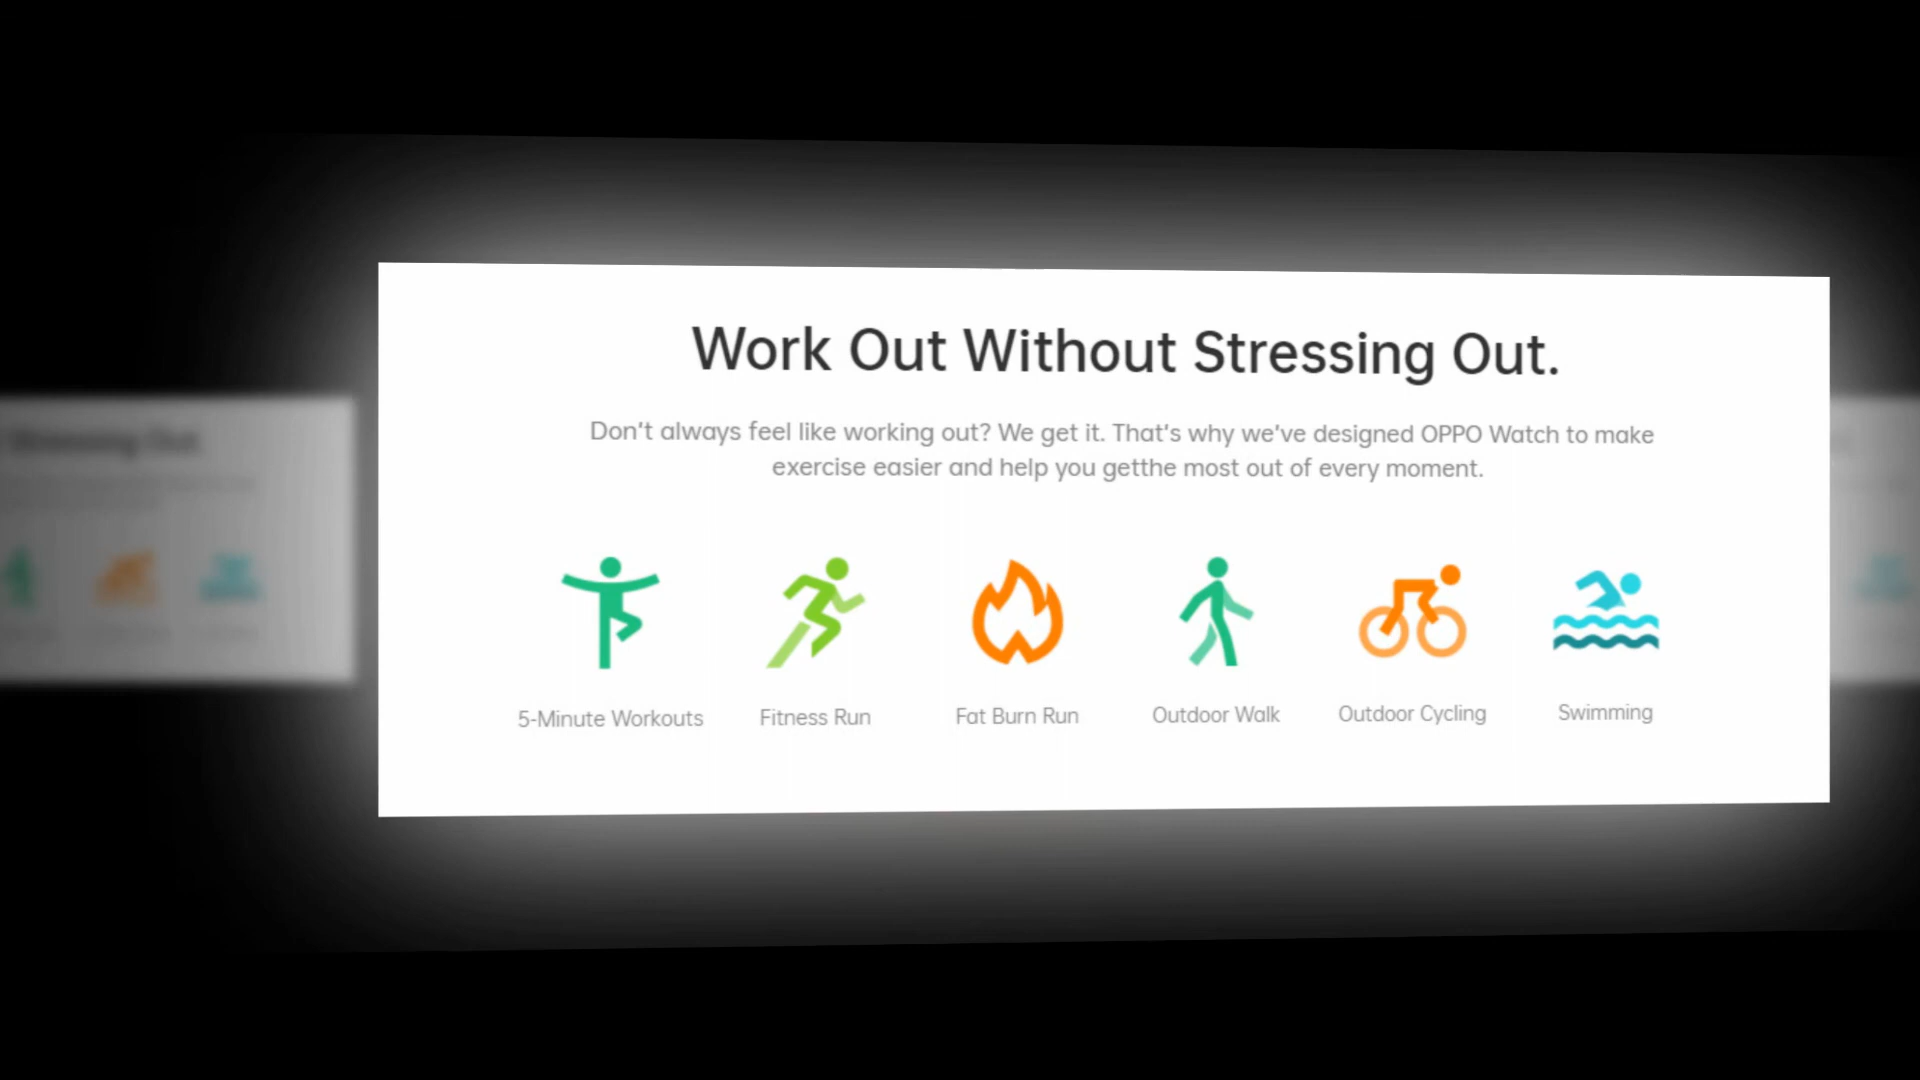 Work Out Without Stressing Out.
Don't always feel like working out? We get it. That's why we've designed OPPO Watch to make
exercise easier and help you getthe most out of every moment.
5-Minute Workouts
Fitness Run
Fat Burn Run
Outdoor Walk
Outdoor Cycling
Swimming
Stressing Out.